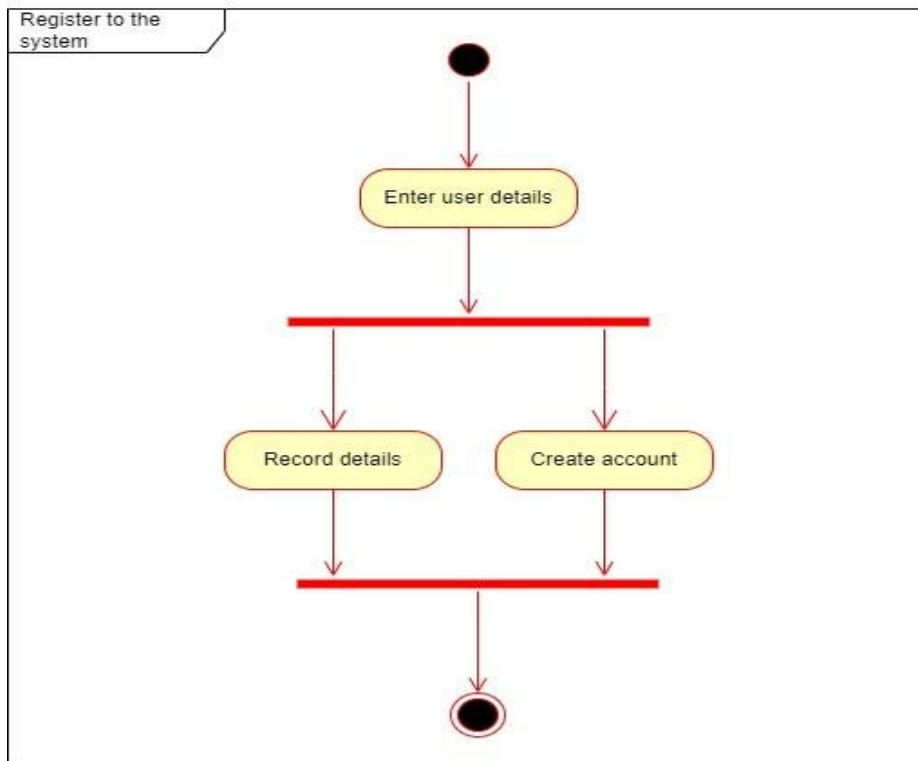 Register to the
system
Enter user details
Record details
Create account